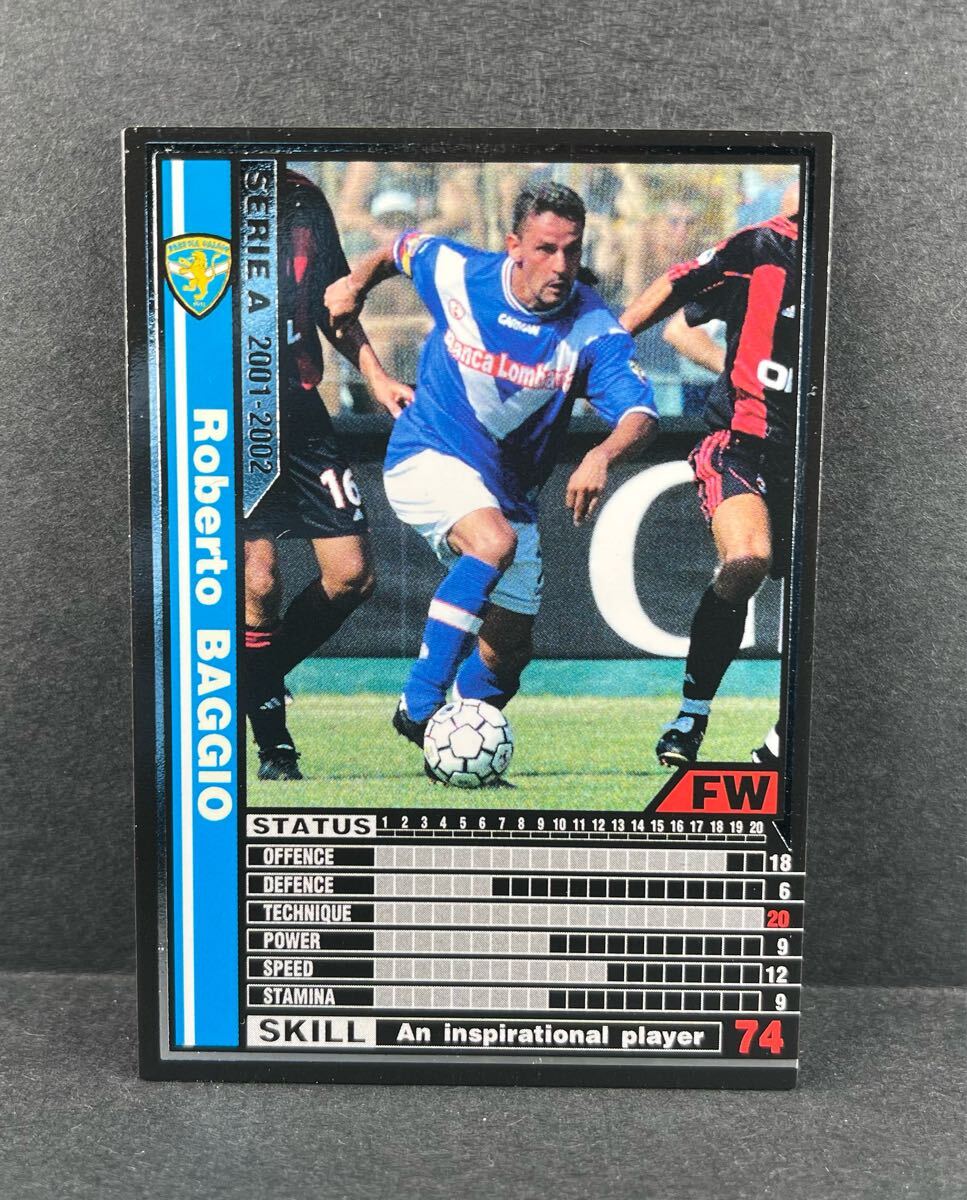 SERIE A 2001-2002
Roberto BAGGIO
GARMAN
Banca Lombarda
16
FW
STATUS 1 2 3 4 5 6 7 8 9 10 11 12 13 14 15 16 17 18 19 20
OFFENCE 18
DEFENCE 6
TECHNIQUE 20
POWER 9
SPEED 12
STAMINA 9
SKILL An inspirational player 74